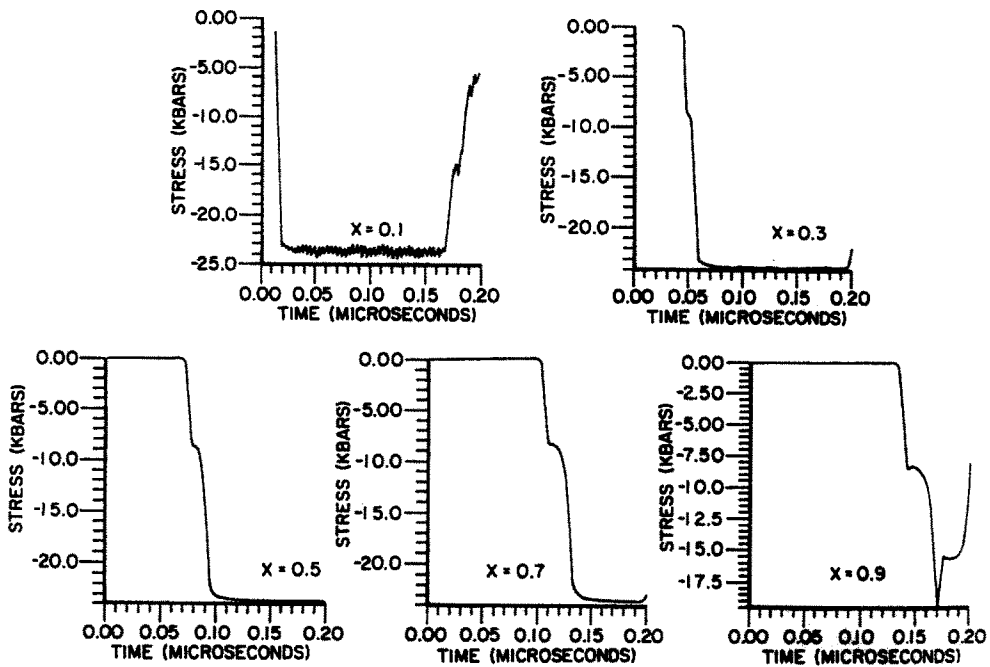 0.00
-5.00
-10.0
-15.0
-20.0
-25.0
STRESS (KBARS)
X = 0.1
0.00 0.05 0.10 0.15 0.20
TIME (MICROSECONDS)
0.00
-5.00
-10.0
-15.0
-20.0
STRESS (KBARS)
X = 0.3
0.00 0.05 0.10 0.15 0.20
TIME (MICROSECONDS)
0.00
-5.00
-10.0
-15.0
-20.0
STRESS (KBARS)
X = 0.5
0.00 0.05 0.10 0.15 0.20
TIME (MICROSECONDS)
0.00
-5.00
-10.0
-15.0
-20.0
STRESS (KBARS)
X = 0.7
0.00 0.05 0.10 0.15 0.20
TIME (MICROSECONDS)
0.00
-2.50
-5.00
-7.50
-10.0
-12.5
-15.0
-17.5
STRESS (KBARS)
X = 0.9
0.00 0.05 0.10 0.15 0.20
TIME (MICROSECONDS)